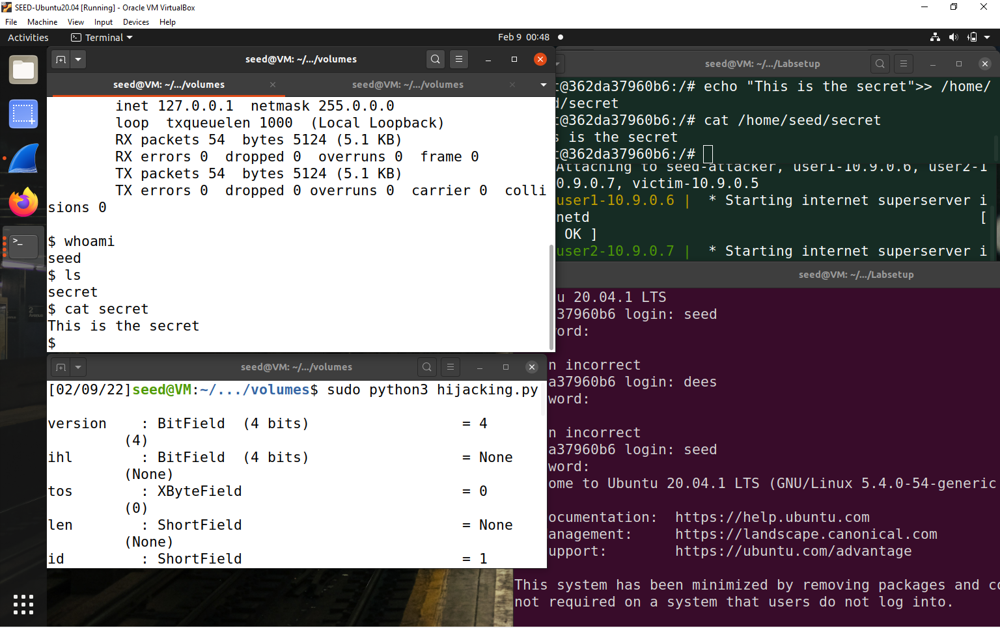 SEED-Ubuntu20.04 [Running] - Oracle VM VirtualBox
File Machine View Input Devices Help
Activities Terminal Feb 9 00:48
seed@VM: ~/.../volumes
seed@VM: ~/.../volumes
seed@VM: ~/.../volumes
inet 127.0.0.1 netmask 255.0.0.0
loop txqueuelen 1000 (Local Loopback)
RX packets 54 bytes 5124 (5.1 KB)
RX errors 0 dropped 0 overruns 0 frame 0
TX packets 54 bytes 5124 (5.1 KB)
TX errors 0 dropped 0 overruns 0 carrier 0 colli
sions 0
$ whoami
seed
$ ls
secret
$ cat secret
This is the secret
$
seed@VM: ~/.../volumes
[02/09/22]seed@VM:~/.../volumes$ sudo python3 hijacking.py
version : BitField (4 bits) = 4
(4)
ihl : BitField (4 bits) = None
(None)
tos : XByteField = 0
(0)
len : ShortField = None
(None)
id : ShortField = 1
seed@VM: ~/.../Labsetup
t@362da37960b6:/# echo "This is the secret">> /home/
d/secret
t@362da37960b6:/# cat /home/seed/secret
s is the secret
t@362da37960b6:/#
Attaching to seed-attacker, user1-10.9.0.6, user2-1
0.9.0.7, victim-10.9.0.5
user1-10.9.0.6 | * Starting internet superserver i
netd [
OK ]
user2-10.9.0.7 | * Starting internet superserver i
seed@VM: ~/.../Labsetup
u 20.04.1 LTS
37960b6 login: seed
ord:
n incorrect
a37960b6 login: dees
word:
n incorrect
a37960b6 login: seed
word:
ome to Ubuntu 20.04.1 LTS (GNU/Linux 5.4.0-54-generic
ocumentation: https://help.ubuntu.com
anagement: https://landscape.canonical.com
upport: https://ubuntu.com/advantage
This system has been minimized by removing packages and co
not required on a system that users do not log into.